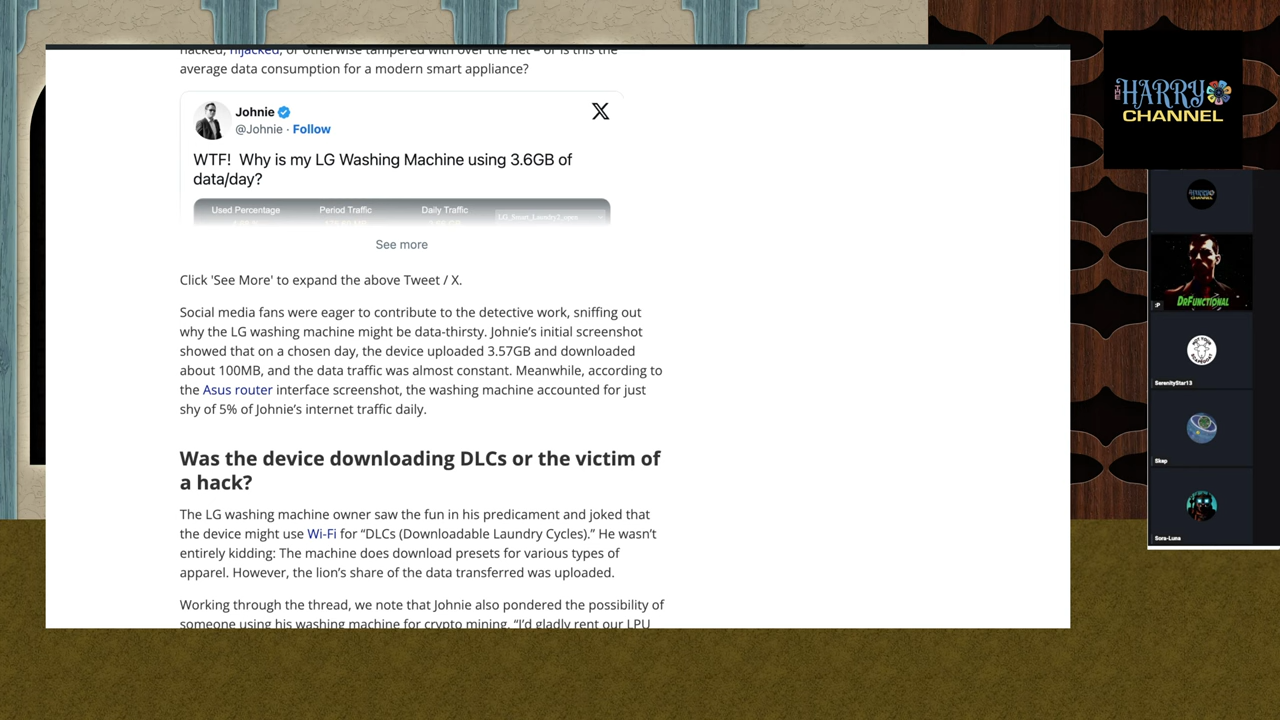 hacked, hijacked, or otherwise tampered with over the net – or is this the
average data consumption for a modern smart appliance?
Johnie
@Johnie · Follow
X
WTF! Why is my LG Washing Machine using 3.6GB of
data/day?
Used Percentage Period Traffic Daily Traffic LG_Smart_Laundry2_open
See more
Click 'See More' to expand the above Tweet / X.
Social media fans were eager to contribute to the detective work, sniffing out
why the LG washing machine might be data-thirsty. Johnie’s initial screenshot
showed that on a chosen day, the device uploaded 3.57GB and downloaded
about 100MB, and the data traffic was almost constant. Meanwhile, according to
the Asus router interface screenshot, the washing machine accounted for just
shy of 5% of Johnie’s internet traffic daily.
Was the device downloading DLCs or the victim of
a hack?
The LG washing machine owner saw the fun in his predicament and joked that
the device might use Wi-Fi for “DLCs (Downloadable Laundry Cycles).” He wasn’t
entirely kidding: The machine does download presets for various types of
apparel. However, the lion’s share of the data transferred was uploaded.
Working through the thread, we note that Johnie also pondered the possibility of
someone using his washing machine for crypto mining. “I’d gladly rent our LPU
THE HARRY
CHANNEL
DRFUNCTIONAL
:P
SerenityStar13
Skep
Sora-Luna